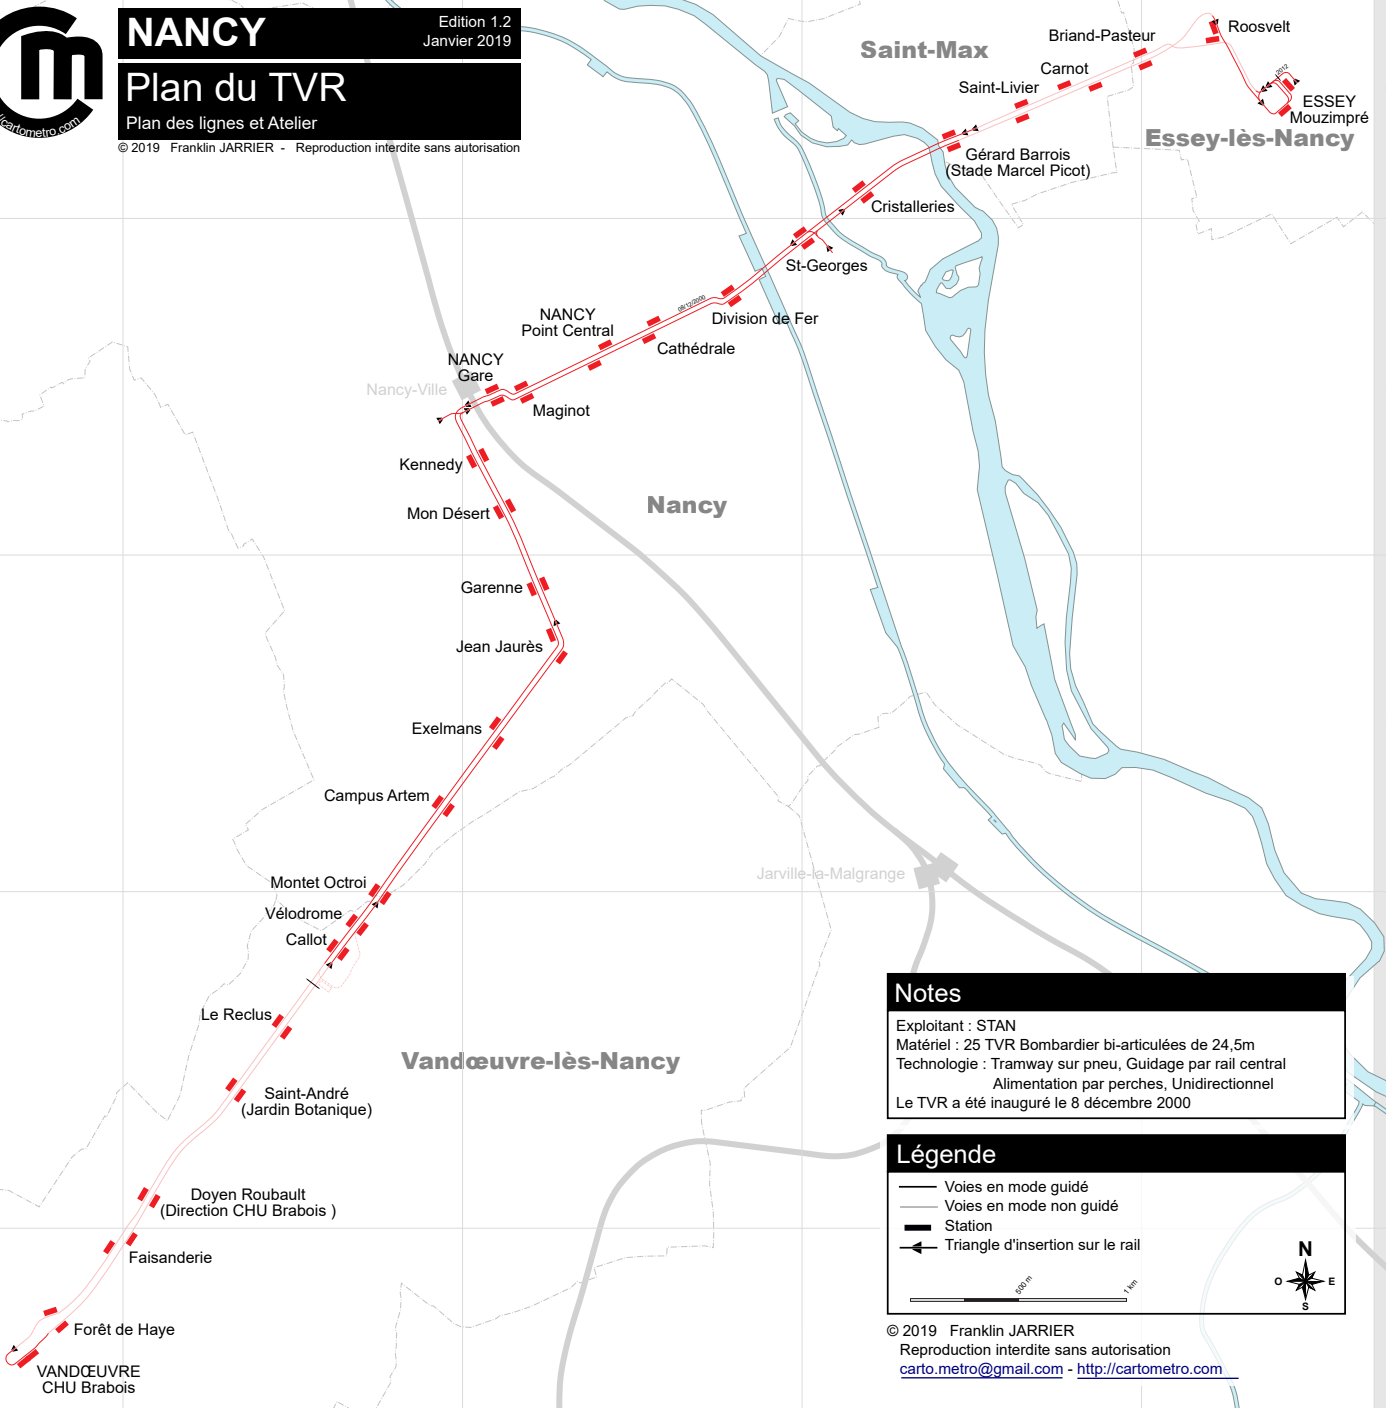 cm
//cartometro.com
NANCY
Edition 1.2
Janvier 2019
Plan du TVR
Plan des lignes et Atelier
© 2019 Franklin JARRIER - Reproduction interdite sans autorisation
Saint-Max
Briand-Pasteur
Roosvelt
Carnot
Saint-Livier
2012
ESSEY
Mouzimpré
Essey-lès-Nancy
Gérard Barrois
(Stade Marcel Picot)
Cristalleries
St-Georges
08/12/2000
Division de Fer
NANCY
Point Central
Cathédrale
NANCY
Gare
Nancy-Ville
Maginot
Kennedy
Nancy
Mon Désert
Garenne
Jean Jaurès
Exelmans
Campus Artem
Jarville-la-Malgrange
Montet Octroi
Vélodrome
Callot
Le Reclus
Vandœuvre-lès-Nancy
Saint-André
(Jardin Botanique)
Doyen Roubault
(Direction CHU Brabois )
Faisanderie
Forêt de Haye
VANDŒUVRE
CHU Brabois
Notes
Exploitant : STAN
Matériel : 25 TVR Bombardier bi-articulées de 24,5m
Technologie : Tramway sur pneu, Guidage par rail central
Alimentation par perches, Unidirectionnel
Le TVR a été inauguré le 8 décembre 2000
Légende
Voies en mode guidé
Voies en mode non guidé
Station
Triangle d'insertion sur le rail
500 m
1 km
N
O
E
S
© 2019 Franklin JARRIER
Reproduction interdite sans autorisation
carto.metro@gmail.com - http://cartometro.com